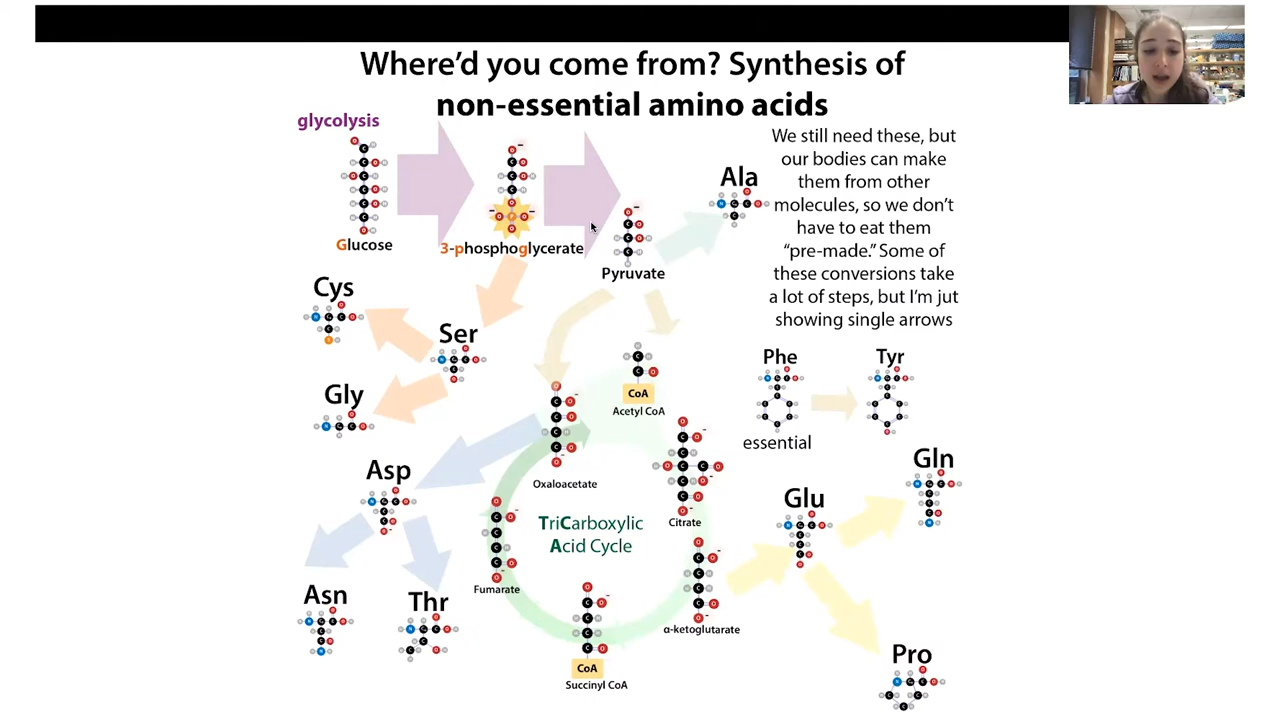 Where'd you come from? Synthesis of
non-essential amino acids
glycolysis
Glucose
3-phosphoglycerate
Pyruvate
Ala
We still need these, but
our bodies can make
them from other
molecules, so we don't
have to eat them
"pre-made." Some of
these conversions take
a lot of steps, but I'm jut
showing single arrows
Cys
Ser
Gly
CoA
Acetyl CoA
Phe
Tyr
essential
Asp
Oxaloacetate
Citrate
TriCarboxylic
Acid Cycle
Glu
Gln
Fumarate
Asn
Thr
α-ketoglutarate
CoA
Succinyl CoA
Pro